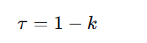 τ = 1 − k